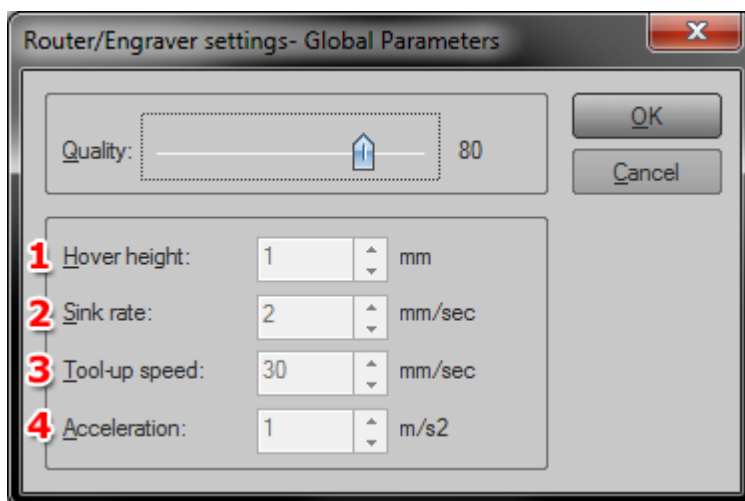 Router/Engraver settings- Global Parameters
x
Quality: 80
OK
Cancel
1 Hover height: 1 mm
2 Sink rate: 2 mm/sec
3 Tool-up speed: 30 mm/sec
4 Acceleration: 1 m/s2